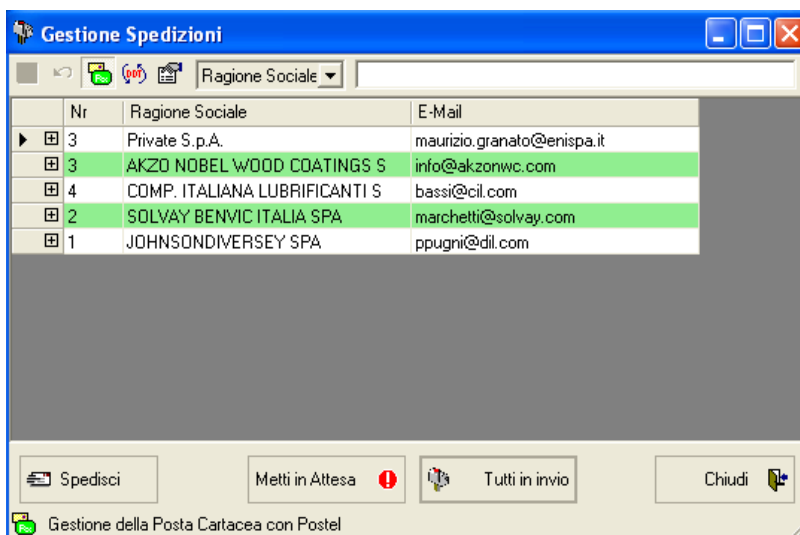 Gestione Spedizioni
Ragione Sociale
Nr Ragione Sociale E-Mail
3 Private S.p.A. maurizio.granato@enispa.it
3 AKZO NOBEL WOOD COATINGS S info@akzonwc.com
4 COMP. ITALIANA LUBRIFICANTI S bassi@cil.com
2 SOLVAY BENVIC ITALIA SPA marchetti@solvay.com
1 JOHNSONDIVERSEY SPA ppugni@dil.com
Spedisci Metti in Attesa Tutti in invio Chiudi
Gestione della Posta Cartacea con Postel